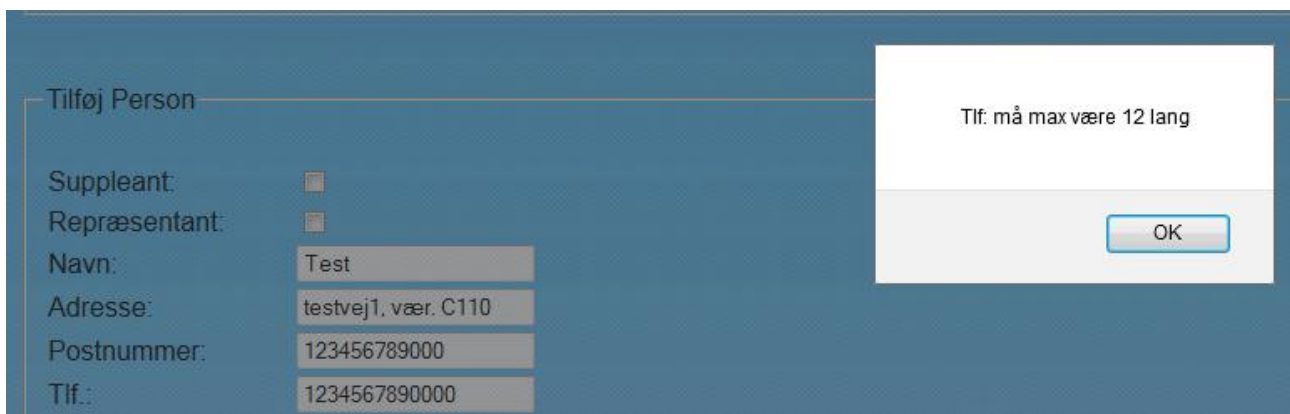 Tilføj Person
Tlf: må max være 12 lang
OK
Suppleant:
Repræsentant:
Navn: Test
Adresse: testvej1, vær. C110
Postnummer: 123456789000
Tlf.: 1234567890000